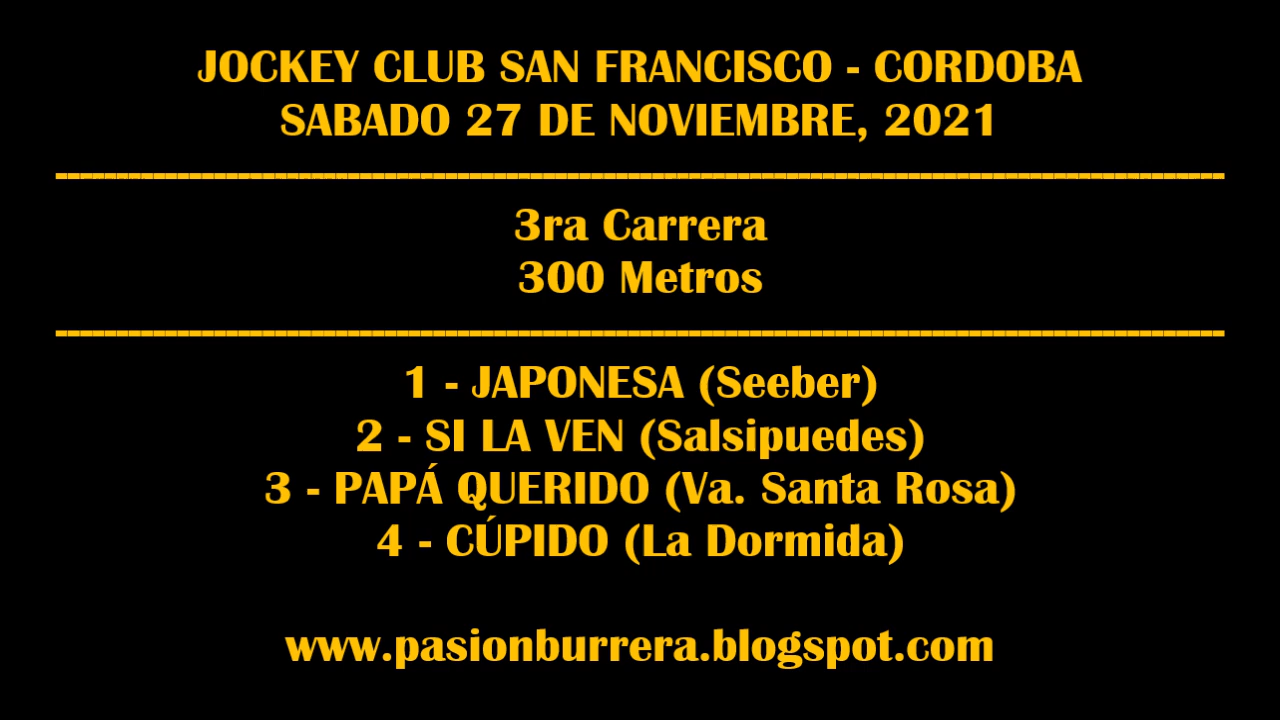 JOCKEY CLUB SAN FRANCISCO - CORDOBA
SABADO 27 DE NOVIEMBRE, 2021
3ra Carrera
300 Metros
1 - JAPONESA (Seeber)
2 - SI LA VEN (Salsipuedes)
3 - PAPÁ QUERIDO (Va. Santa Rosa)
4 - CÚPIDO (La Dormida)
www.pasionburrera.blogspot.com